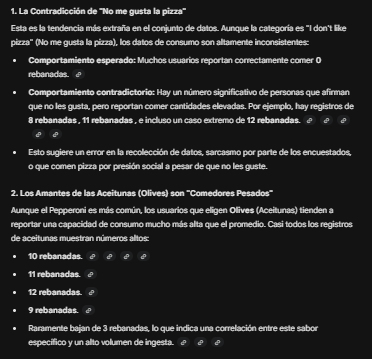 1. La Contradicción de "No me gusta la pizza"
Esta es la tendencia más extraña en el conjunto de datos. Aunque la categoría es "I don't like
pizza" (No me gusta la pizza), los datos de consumo son altamente inconsistentes:
• Comportamiento esperado: Muchos usuarios reportan correctamente comer 0
rebanadas.
• Comportamiento contradictorio: Hay un número significativo de personas que afirman
que no les gusta, pero reportan comer cantidades elevadas. Por ejemplo, hay registros de
8 rebanadas , 11 rebanadas , e incluso un caso extremo de 12 rebanadas.
• Esto sugiere un error en la recolección de datos, sarcasmo por parte de los encuestados,
o que comen pizza por presión social a pesar de que no les guste.
2. Los Amantes de las Aceitunas (Olives) son "Comedores Pesados"
Aunque el Pepperoni es más común, los usuarios que eligen Olives (Aceitunas) tienden a
reportar una capacidad de consumo mucho más alta que el promedio. Casi todos los registros
de aceitunas muestran números altos:
• 10 rebanadas.
• 11 rebanadas.
• 12 rebanadas.
• 9 rebanadas.
• Raramente bajan de 3 rebanadas, lo que indica una correlación entre este sabor
específico y un alto volumen de ingesta.